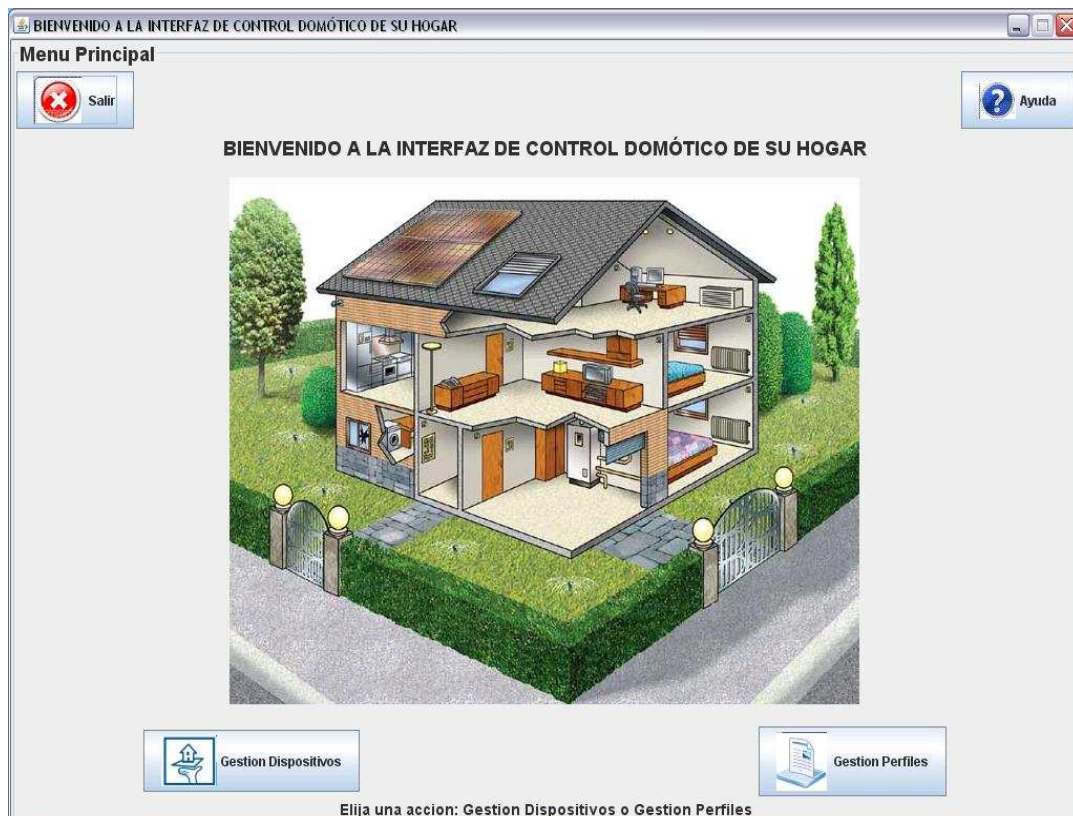 BIENVENIDO A LA INTERFAZ DE CONTROL DOMÓTICO DE SU HOGAR
Menu Principal
Salir
Ayuda
BIENVENIDO A LA INTERFAZ DE CONTROL DOMÓTICO DE SU HOGAR
Gestion Dispositivos
Gestion Perfiles
Elija una accion: Gestion Dispositivos o Gestion Perfiles